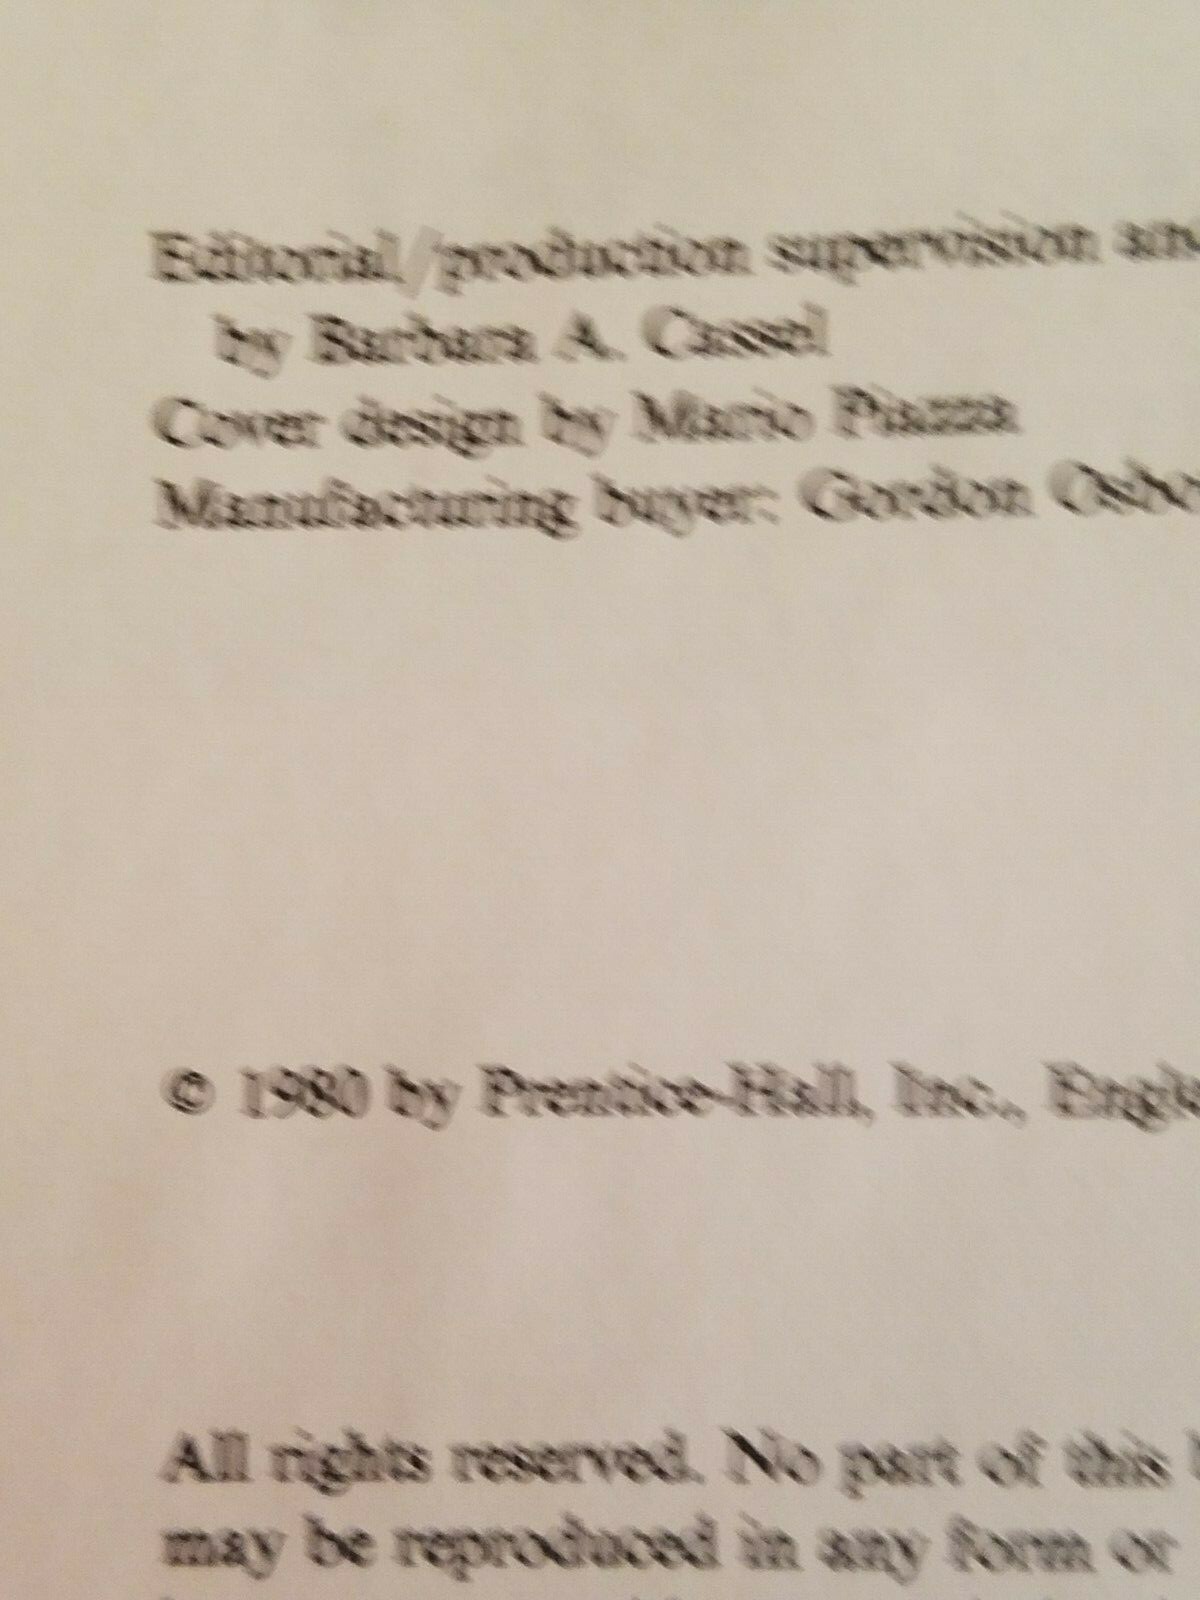 Editorial/production supervision
by Barbara A. Cassel
Cover design by Mario Piazza
Manufacturing buyer: Gordon
© 1980 by Prentice-Hall, Inc.,
All rights reserved. No part of this
may be reproduced in any form or